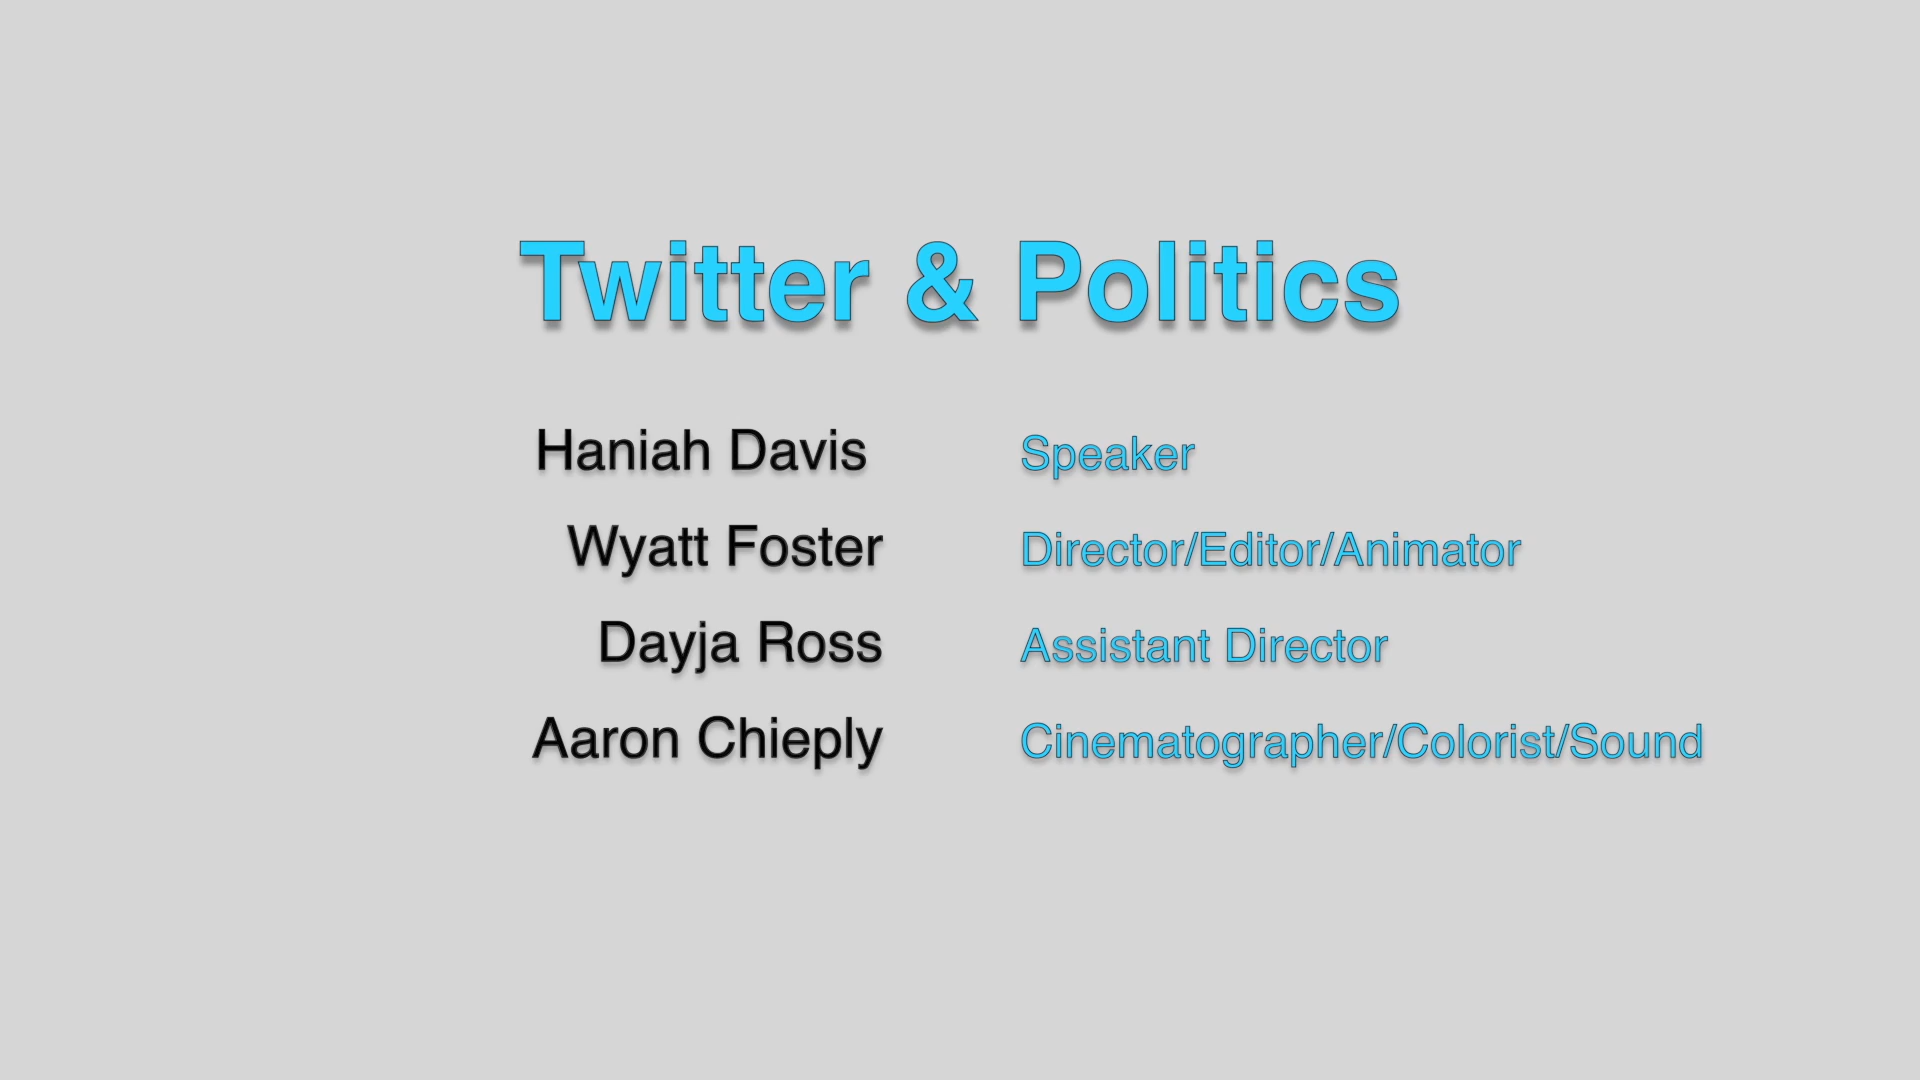 Twitter & Politics
Haniah Davis Speaker
Wyatt Foster Director/Editor/Animator
Dayja Ross Assistant Director
Aaron Chieply Cinematographer/Colorist/Sound